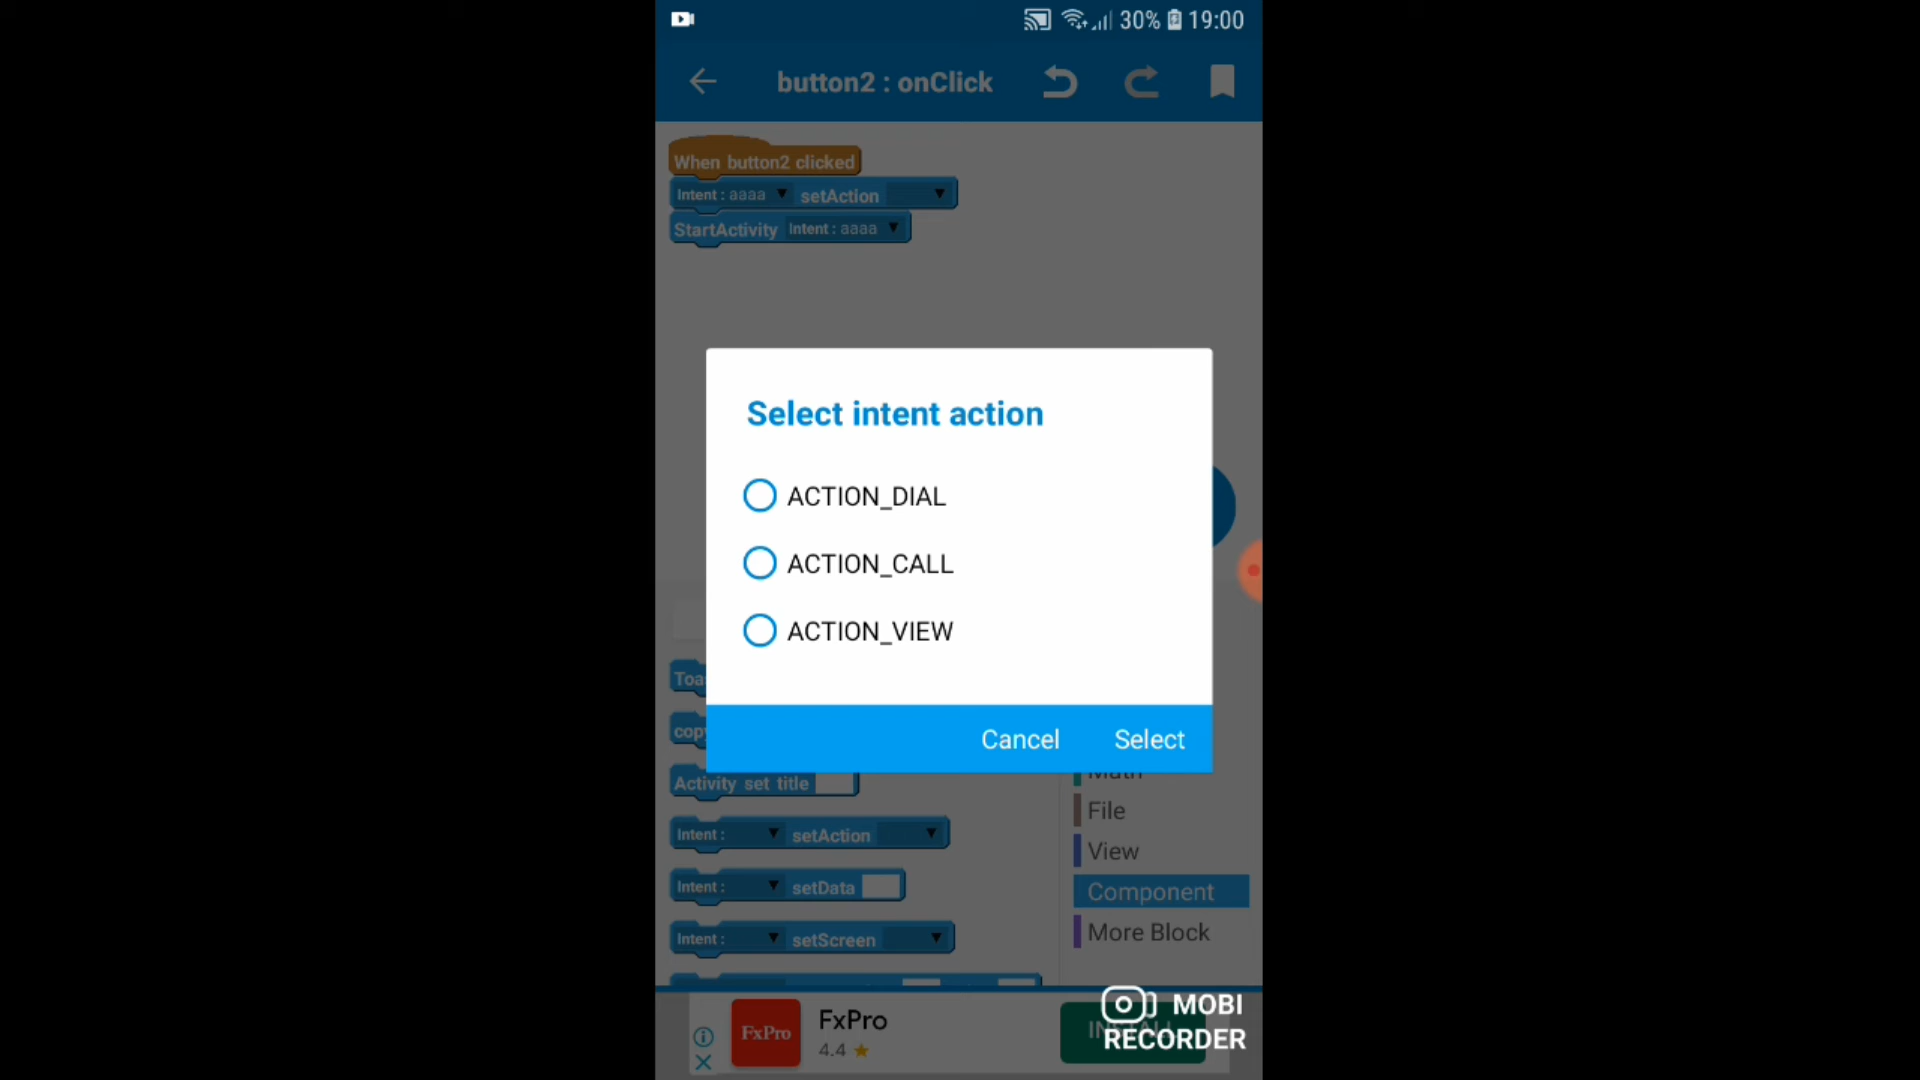 30% 19:00
button2 : onClick
When button2 clicked
Intent : aaaa setAction
StartActivity Intent : aaaa
Select intent action
ACTION_DIAL
ACTION_CALL
ACTION_VIEW
Cancel Select
Activity set title
Intent : setAction
Intent : setData
Intent : setScreen
Math
File
View
Component
More Block
FxPro
FxPro
4.4
MOBI
RECORDER